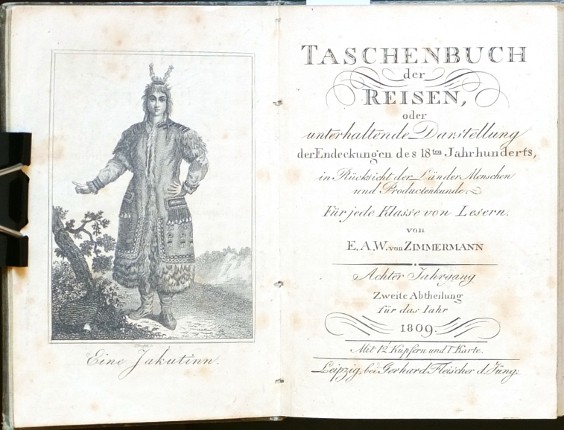 Eine Jakutinn.
TASCHENBUCH
der
REISEN,
oder
unterhaltende Darstellung
der Endeckungen des 18ten Jahrhunderts,
in Rücksicht der Länder Menschen
und Productenkunde.
Für jede Klasse von Lesern.
von
E.A.W. von ZIMMERMANN
Achter Jahrgang
Zweite Abtheilung
für das Iahr
1809.
Mit 12 Kupfern und 1 Karte.
Leipzig, bei Gerhard Fleischer d. Jüng.